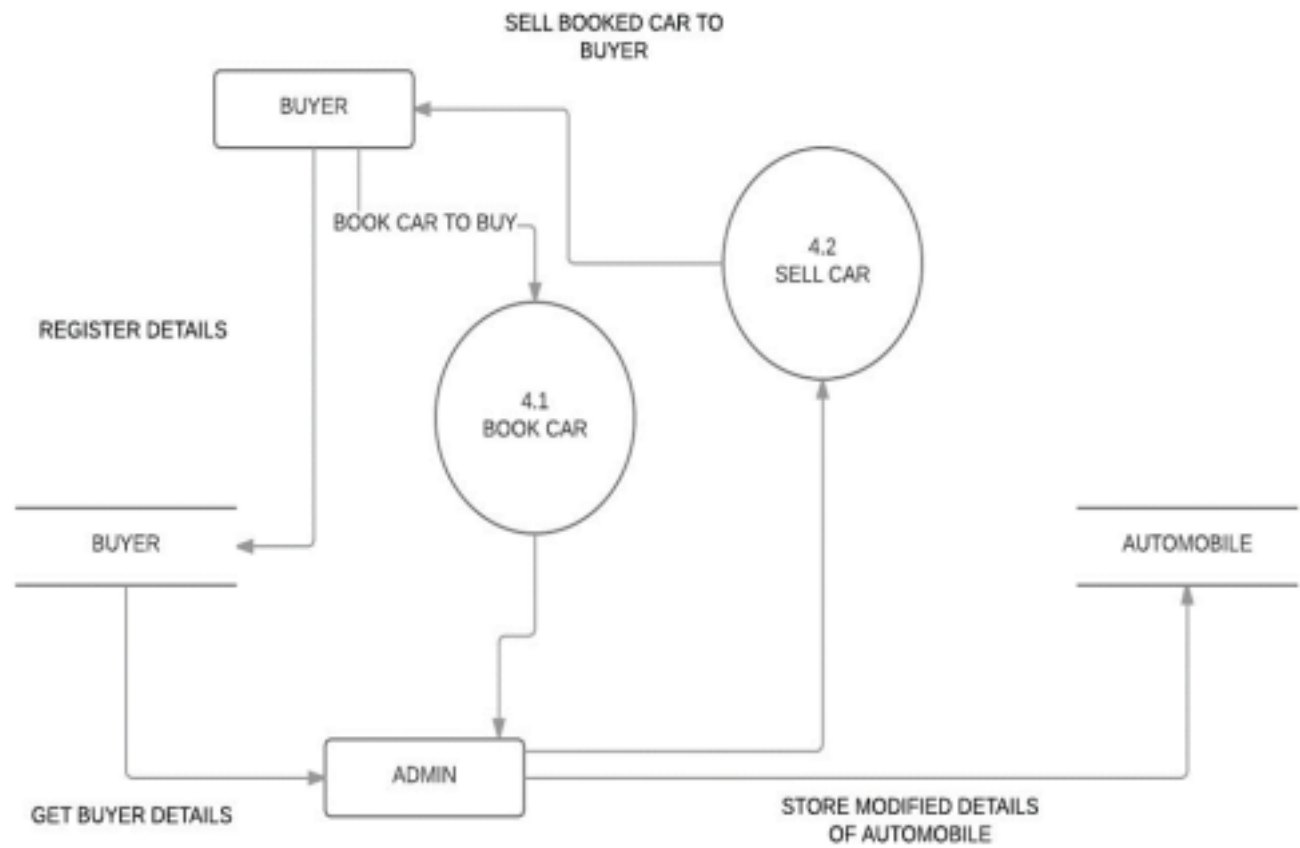 SELL BOOKED CAR TO
BUYER
BUYER
BOOK CAR TO BUY
4.2
SELL CAR
REGISTER DETAILS
4.1
BOOK CAR
BUYER
AUTOMOBILE
ADMIN
GET BUYER DETAILS
STORE MODIFIED DETAILS
OF AUTOMOBILE